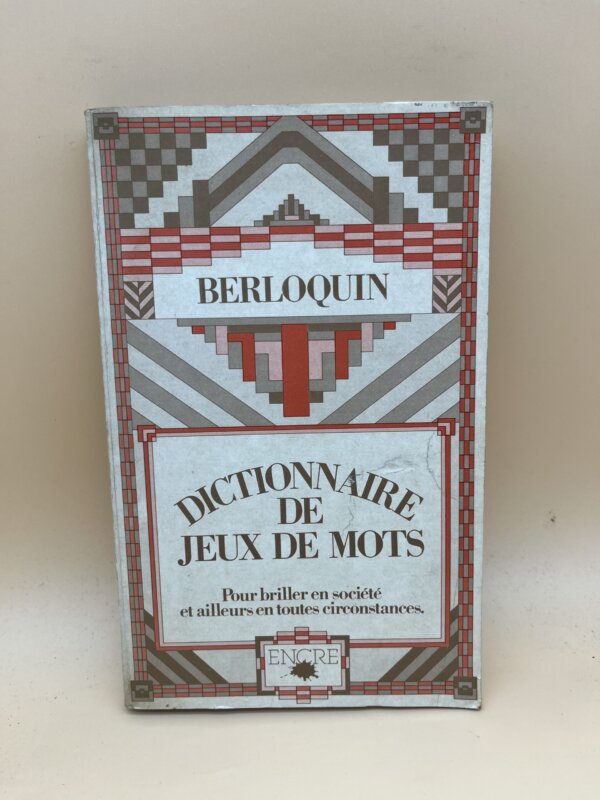 BERLOQUIN
DICTIONNAIRE
DE
JEUX DE MOTS
Pour briller en société
et ailleurs en toutes circonstances.
ENCRE